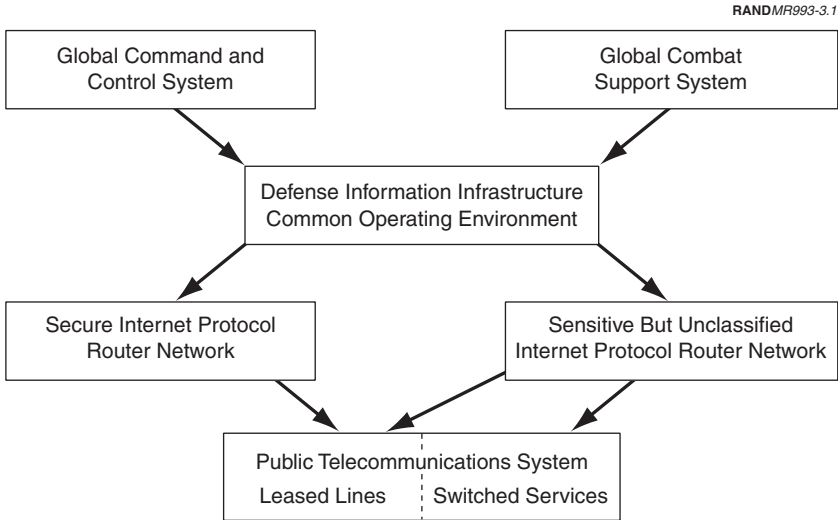 RANDMR993-3.1
Global Command and
Control System
Global Combat
Support System
Defense Information Infrastructure
Common Operating Environment
Secure Internet Protocol
Router Network
Sensitive But Unclassified
Internet Protocol Router Network
Public Telecommunications System
Leased Lines
Switched Services